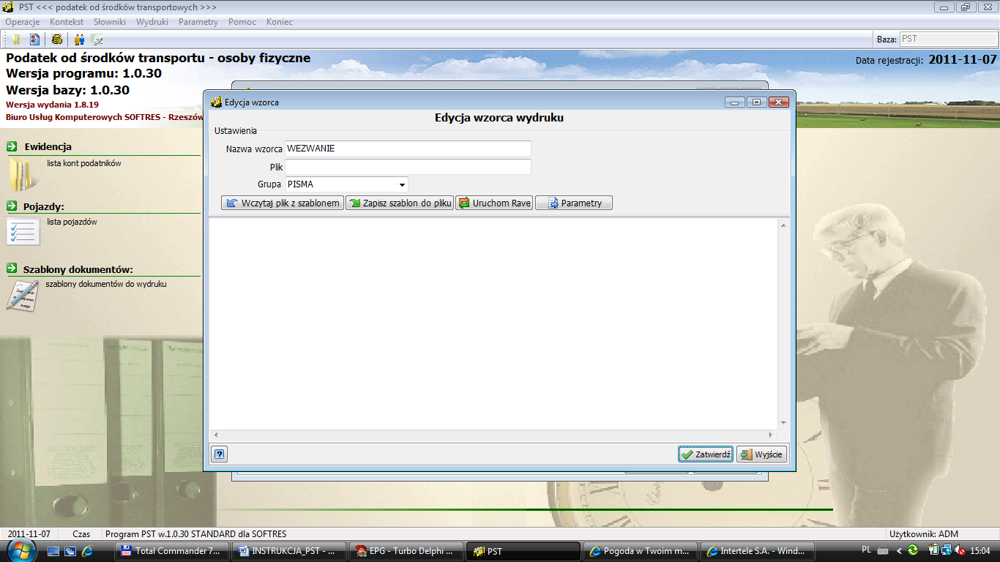 PST <<< podatek od środków transportowych >>>
Operacje Kontekst Słowniki Wydruki Parametry Pomoc Koniec
Baza: PST
Podatek od środków transportu - osoby fizyczne
Data rejestracji: 2011-11-07
Wersja programu: 1.0.30
Wersja bazy: 1.0.30
Wersja wydania 1.8.19
Biuro Usług Komputerowych SOFTRES - Rzeszów
Ewidencja
lista kont podatników
Pojazdy:
lista pojazdów
Szablony dokumentów:
szablony dokumentów do wydruku
Edycja wzorca
Edycja wzorca wydruku
Ustawienia
Nazwa wzorca WEZWANIE
Plik
Grupa PISMA
Wczytaj plik z szablonem Zapisz szablon do pliku Uruchom Rave Parametry
Zatwierdź Wyjście
2011-11-07 Czas Program PST w.1.0.30 STANDARD dla SOFTRES Użytkownik: ADM
Total Commander 7... INSTRUKCJA_PST - ... EPG - Turbo Delphi ... PST Pogoda w Twoim m... Intertele S.A. - Wind... PL 15:04